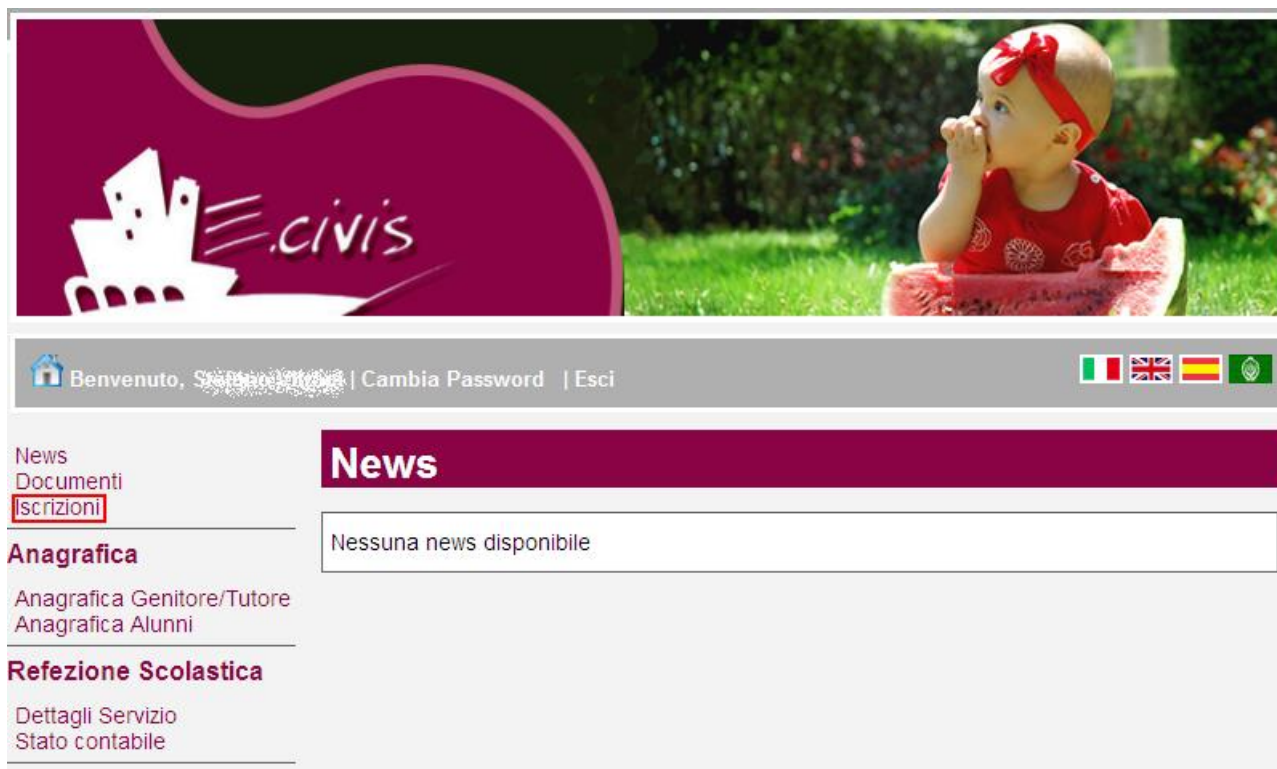 E.civis
Benvenuto, | Cambia Password | Esci
News
Documenti
Iscrizioni
Anagrafica
Anagrafica Genitore/Tutore
Anagrafica Alunni
Refezione Scolastica
Dettagli Servizio
Stato contabile
News
Nessuna news disponibile